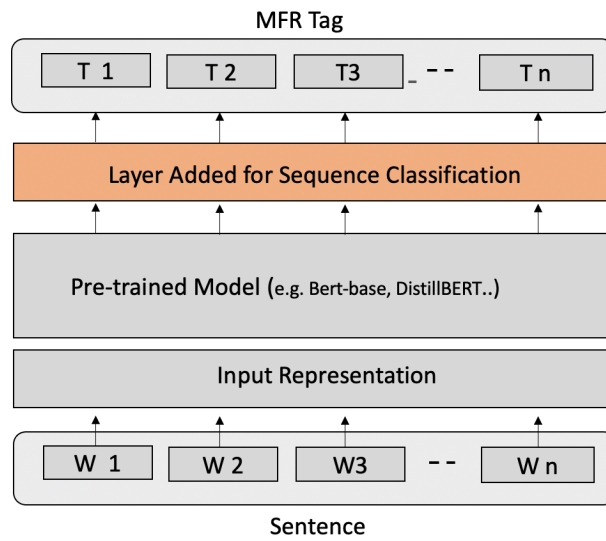 MFR Tag
T 1 T 2 T3 _ - - T n
Layer Added for Sequence Classification
Pre-trained Model (e.g. Bert-base, DistillBERT..)
Input Representation
W 1 W 2 W3 - - W n
Sentence